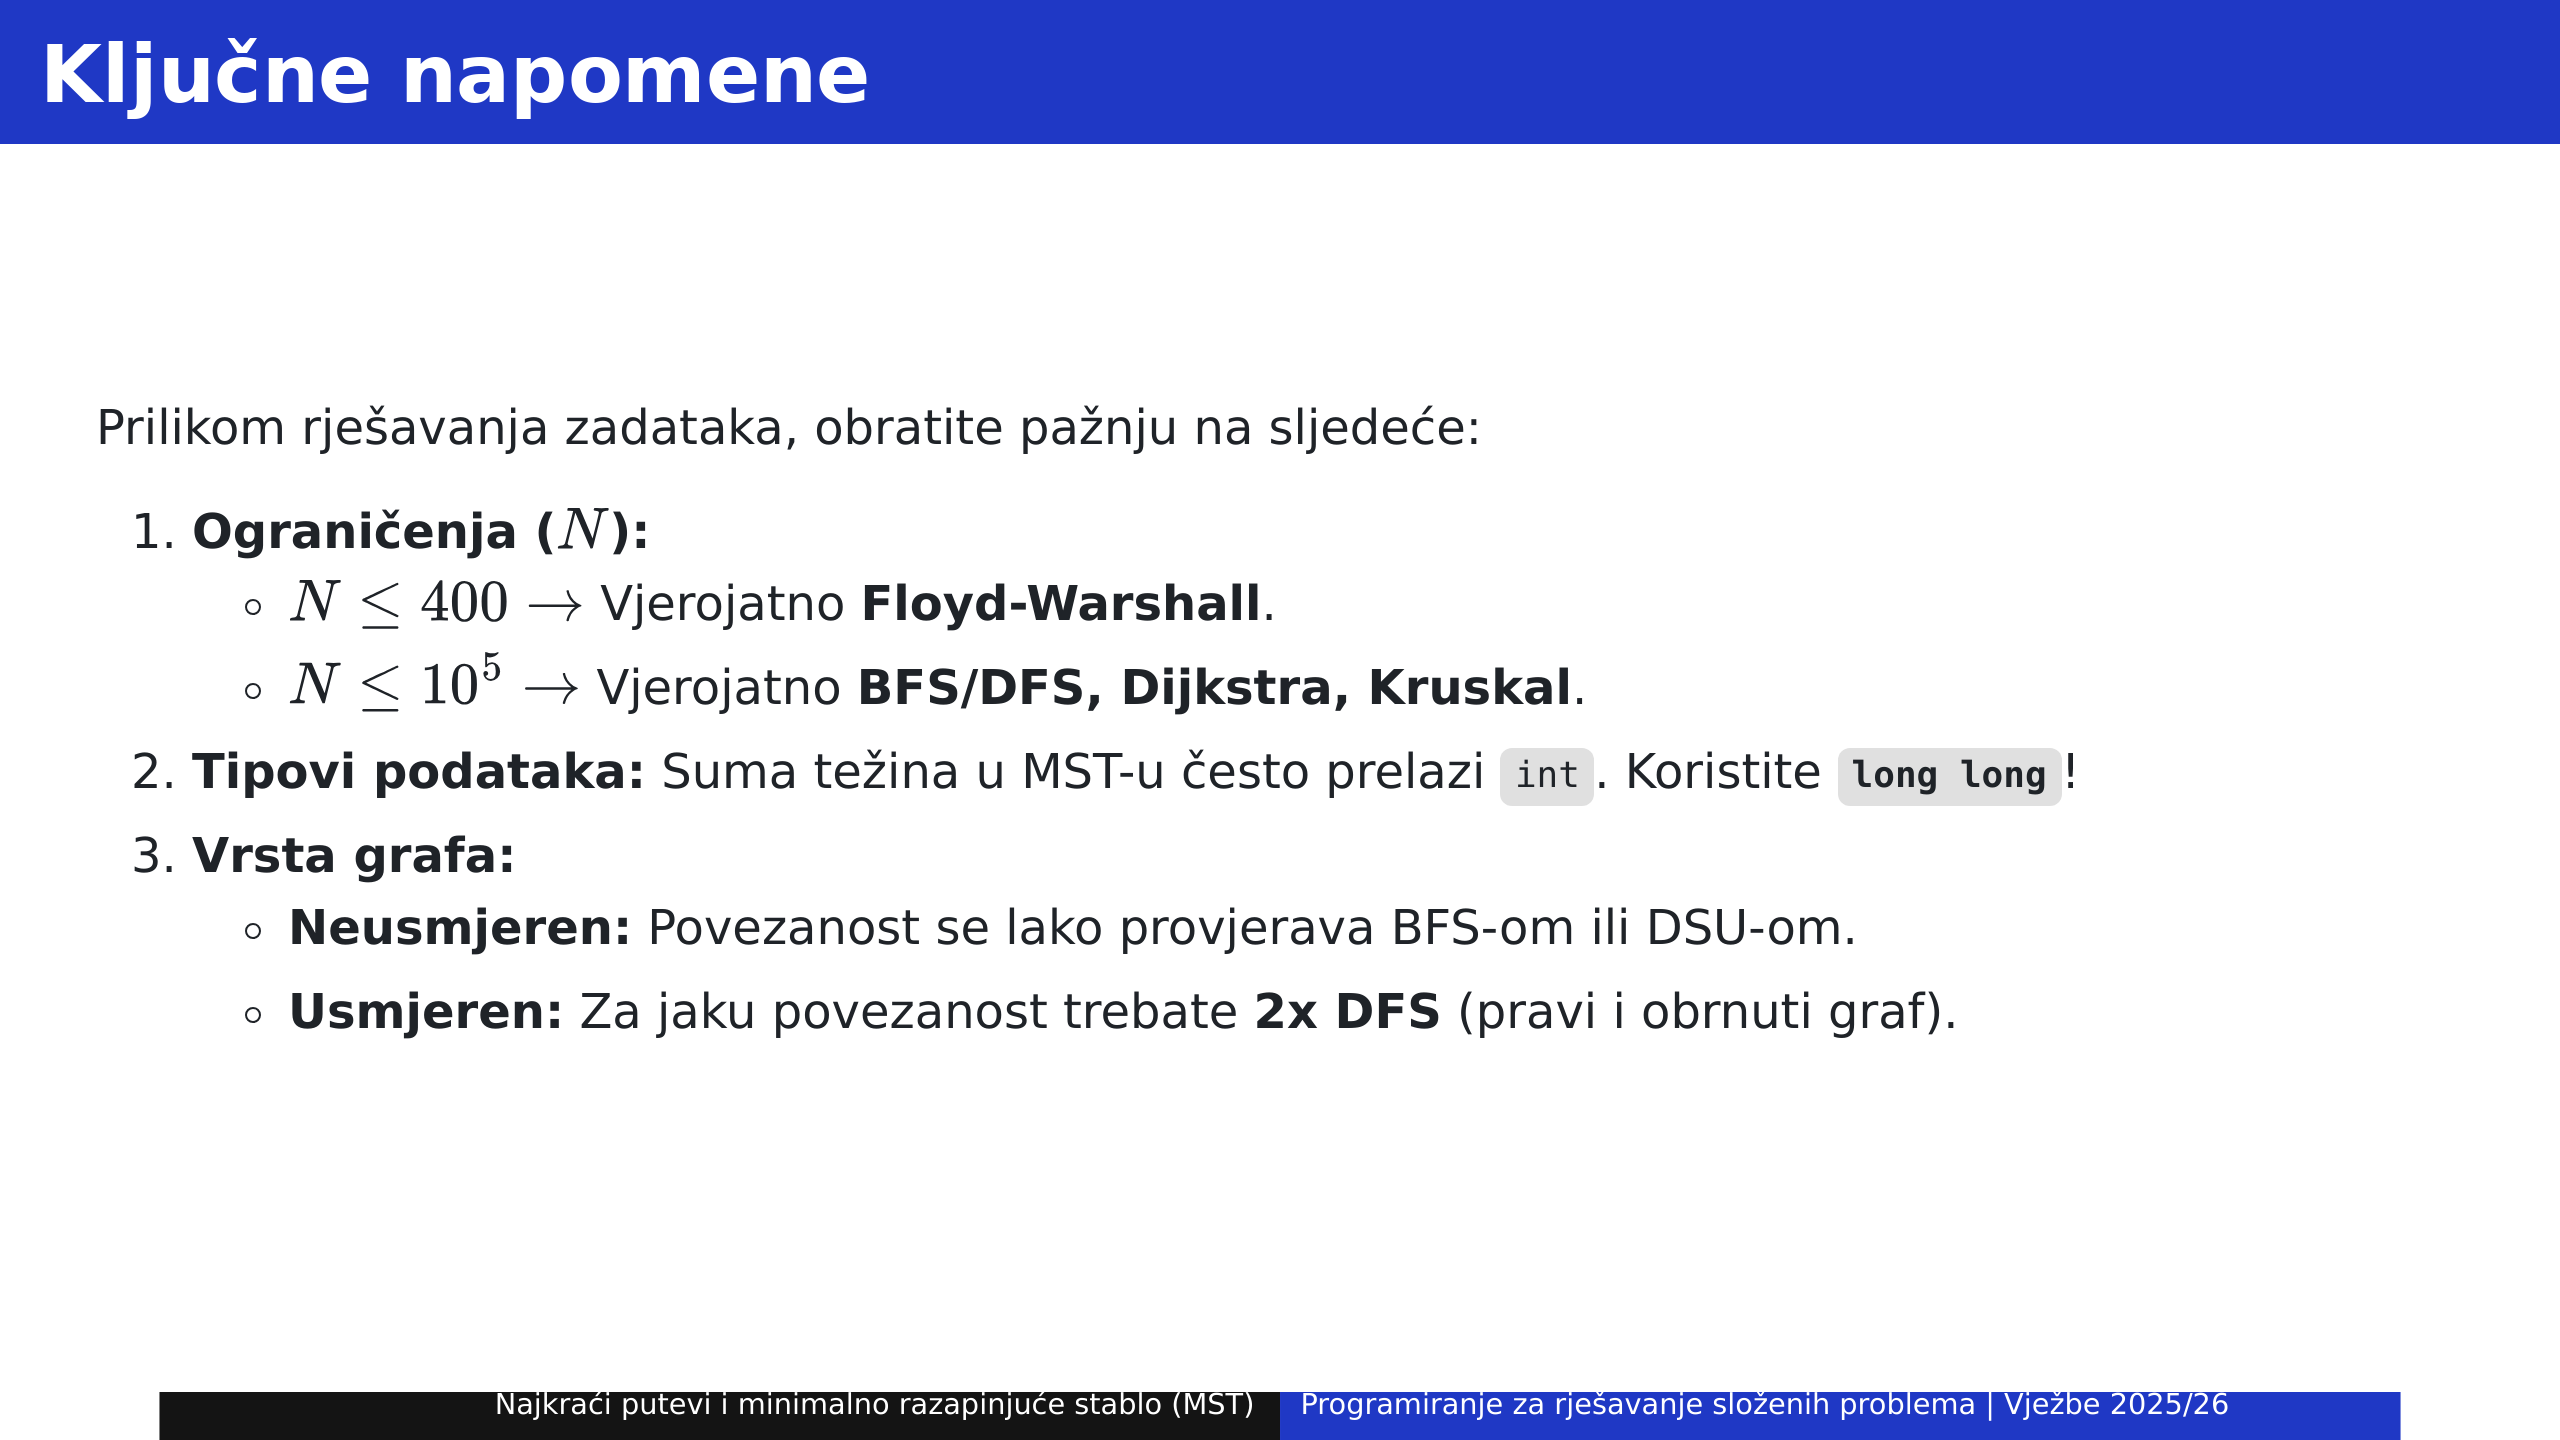 Ključne napomene
Prilikom rješavanja zadataka, obratite pažnju na sljedeće:
1. Ograničenja (N):
◦ N ≤ 400 → Vjerojatno Floyd-Warshall.
◦ N ≤ 10⁵ → Vjerojatno BFS/DFS, Dijkstra, Kruskal.
2. Tipovi podataka: Suma težina u MST-u često prelazi int. Koristite long long!
3. Vrsta grafa:
◦ Neusmjeren: Povezanost se lako provjerava BFS-om ili DSU-om.
◦ Usmjeren: Za jaku povezanost trebate 2x DFS (pravi i obrnuti graf).
Najkraći putevi i minimalno razapinjuće stablo (MST)
Programiranje za rješavanje složenih problema | Vježbe 2025/26